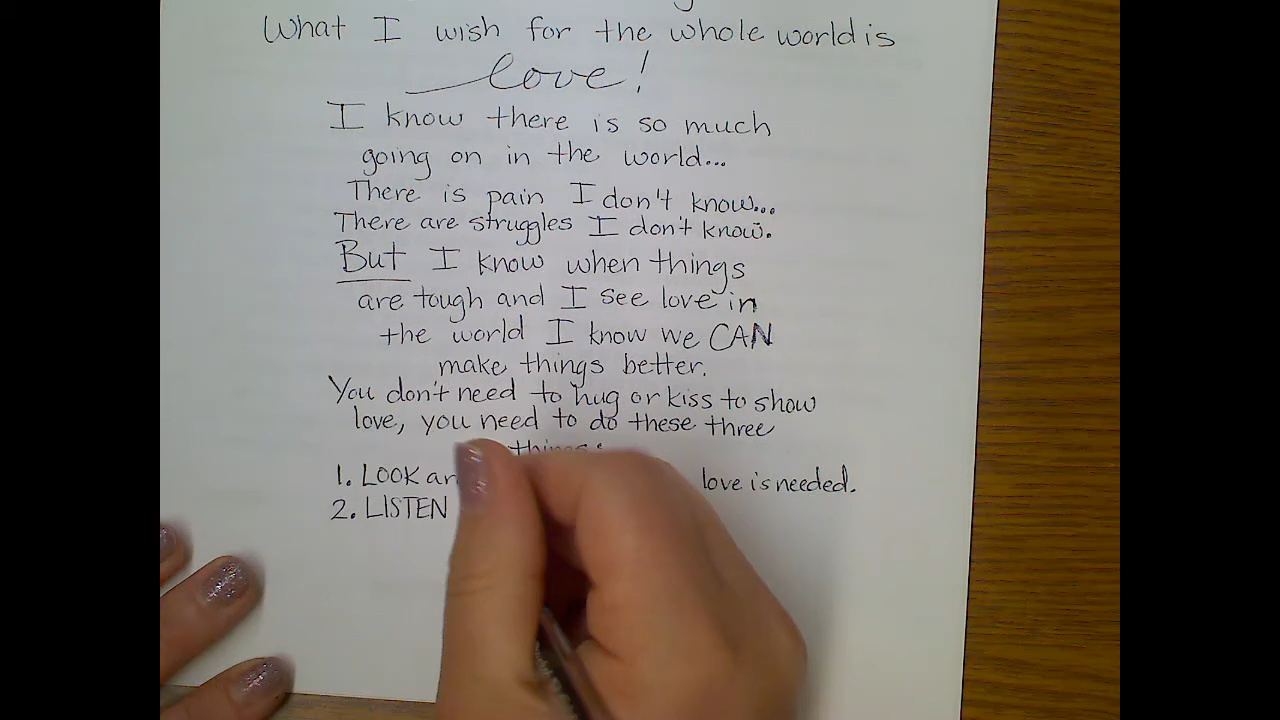 What I wish for the whole world is
love!
I know there is so much
going on in the world...
There is pain I don't know...
There are struggles I don't know.
But I know when things
are tough and I see love in
the world I know we CAN
make things better.
You don't need to hug or kiss to show
love, you need to do these three
things:
1. LOOK love is needed.
2. LISTEN